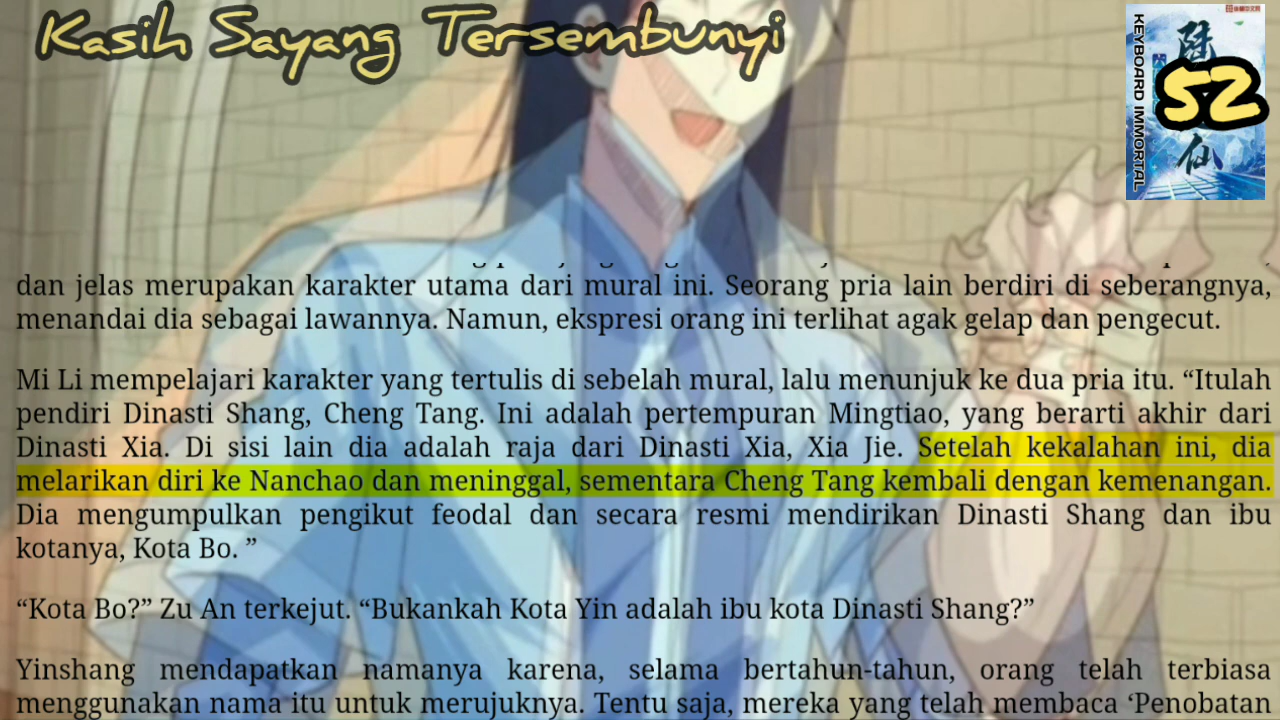 Kasih Sayang Tersembunyi
KEYBOARD IMMORTAL
52
仙
dan jelas merupakan karakter utama dari mural ini. Seorang pria lain berdiri di seberangnya,
menandai dia sebagai lawannya. Namun, ekspresi orang ini terlihat agak gelap dan pengecut.
Mi Li mempelajari karakter yang tertulis di sebelah mural, lalu menunjuk ke dua pria itu. “Itulah
pendiri Dinasti Shang, Cheng Tang. Ini adalah pertempuran Mingtiao, yang berarti akhir dari
Dinasti Xia. Di sisi lain dia adalah raja dari Dinasti Xia, Xia Jie. Setelah kekalahan ini, dia
melarikan diri ke Nanchao dan meninggal, sementara Cheng Tang kembali dengan kemenangan.
Dia mengumpulkan pengikut feodal dan secara resmi mendirikan Dinasti Shang dan ibu
kotanya, Kota Bo. ”
“Kota Bo?” Zu An terkejut. “Bukankah Kota Yin adalah ibu kota Dinasti Shang?”
Yinshang mendapatkan namanya karena, selama bertahun-tahun, orang telah terbiasa
menggunakan nama itu untuk merujuknya. Tentu saja, mereka yang telah membaca ‘Penobatan